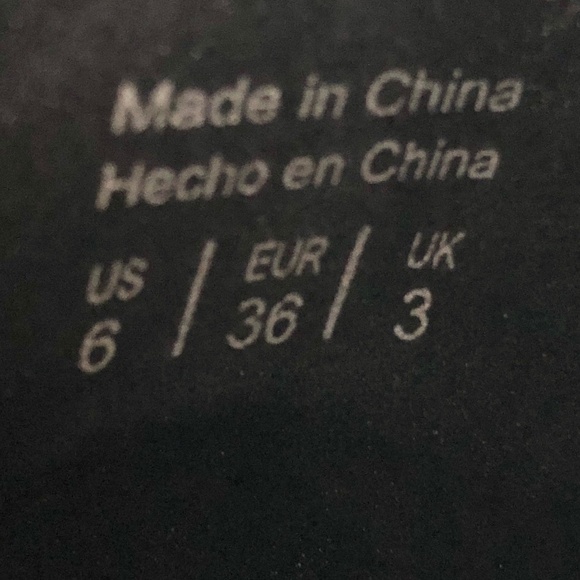 Made in China
Hecho en China
US / EUR / UK
6 36 3